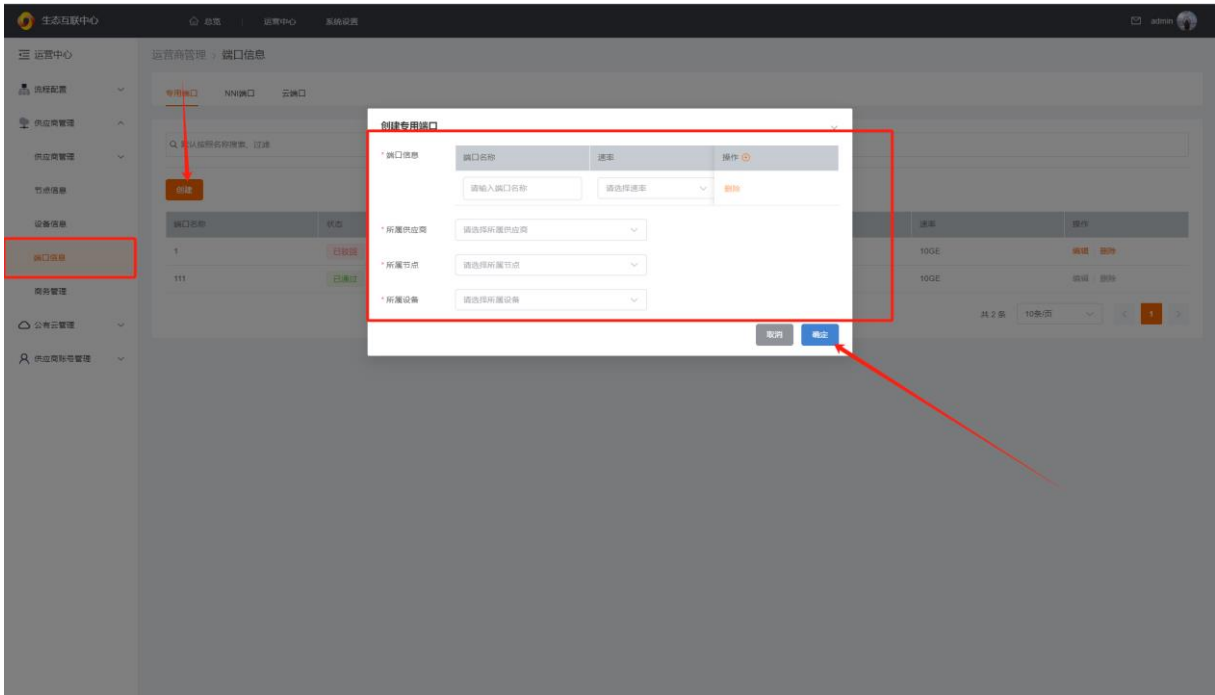 生态互联中心
总览
运营中心
系统设置
admin
运营中心
流程配置
供应商管理
供应商管理
节点信息
设备信息
端口信息
商务管理
公有云管理
供应商账号管理
运营商管理 > 端口信息
专用端口 NNI端口 云端口
默认按照名称搜索、过滤
创建
端口名称 状态 速率 操作
1 已驳回 10GE 编辑 删除
111 已通过 10GE 编辑 删除
共 2 条 10条/页 < 1 >
创建专用端口
* 端口信息 端口名称 速率 操作
请输入端口名称 请选择速率 删除
* 所属供应商 请选择所属供应商
* 所属节点 请选择所属节点
* 所属设备 请选择所属设备
取消 确定